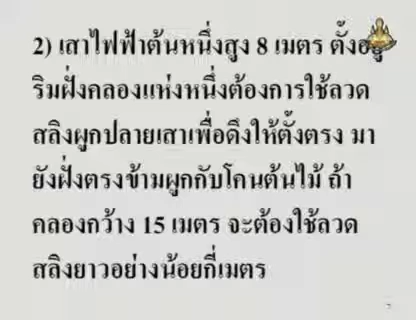 2) เสาไฟฟ้าต้นหนึ่งสูง 8 เมตร ตั้งอยู่
ริมฝั่งคลองแห่งหนึ่งต้องการใช้ลวด
สลิงผูกปลายเสาเพื่อดึงให้ตั้งตรง มา
ยังฝั่งตรงข้ามผูกกับโคนต้นไม้ ถ้า
คลองกว้าง 15 เมตร จะต้องใช้ลวด
สลิงยาวอย่างน้อยกี่เมตร